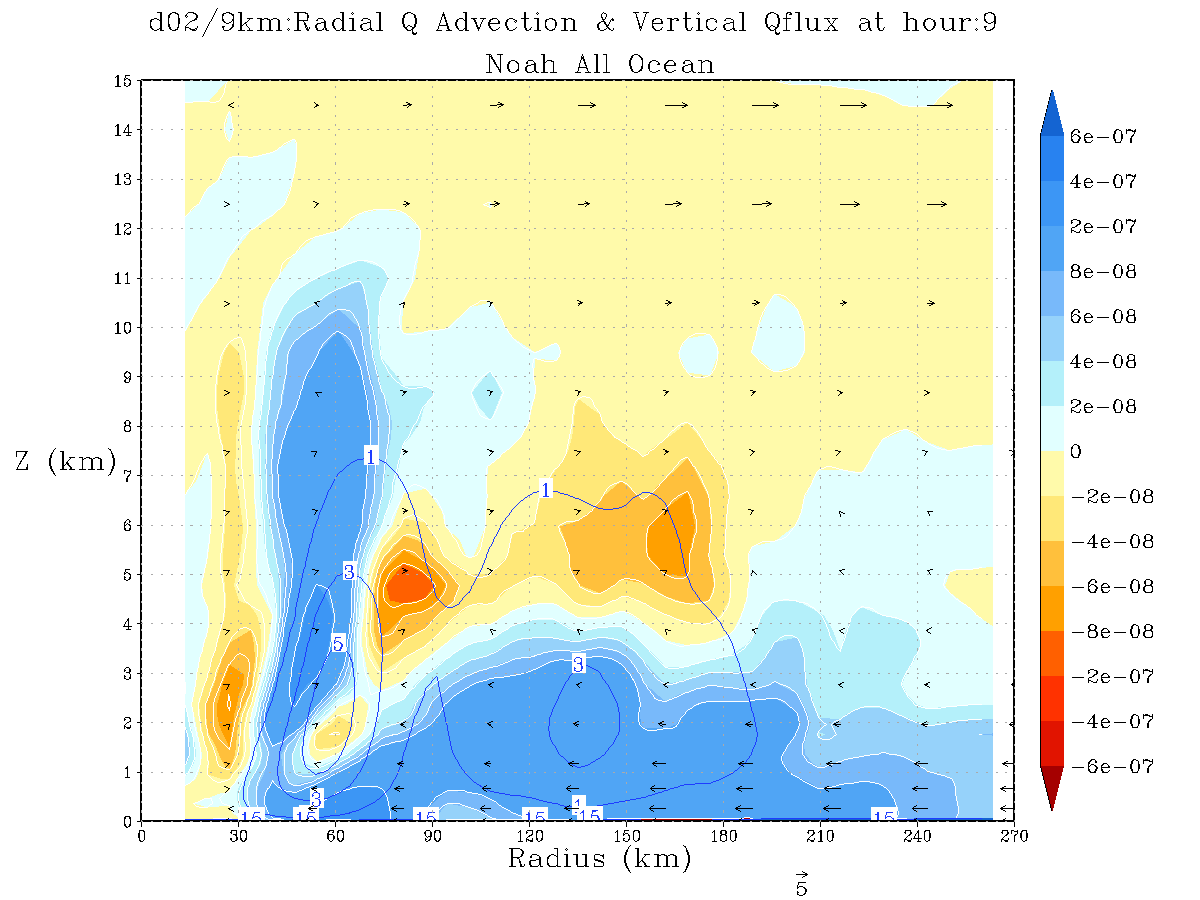 d02/9km:Radial Q Advection & Vertical Qflux at hour:9
Noah All Ocean
15
14
13
12
11
10
9
8
7
6
5
4
3
2
1
0
Z (km)
1
1
3
5
3
3
1
15
15
15
15
15
15
0 30 60 90 120 150 180 210 240 270
Radius (km)
5
6e-07
4e-07
2e-07
8e-08
6e-08
4e-08
2e-08
0
-2e-08
-4e-08
-6e-08
-8e-08
-2e-07
-4e-07
-6e-07